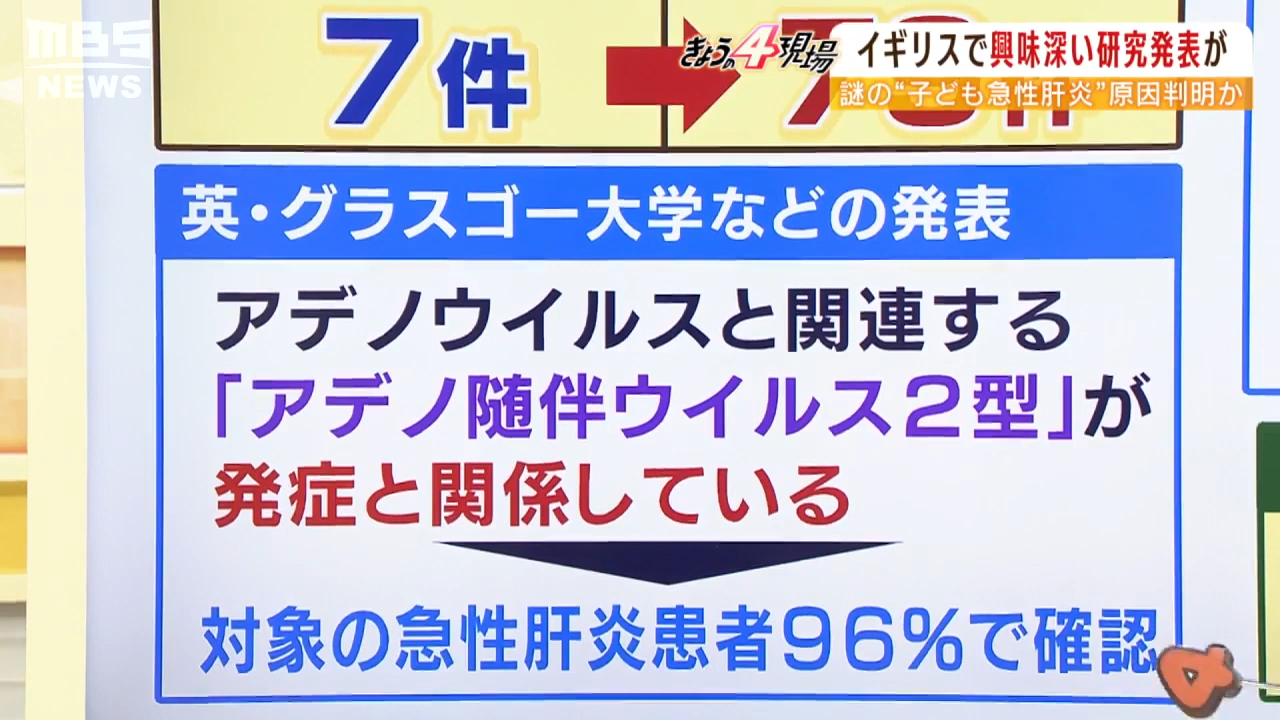 MBS
NEWS
7件
きょうの4現場
イギリスで興味深い研究発表が
謎の“子ども急性肝炎”原因判明か
英・グラスゴー大学などの発表
アデノウイルスと関連する
「アデノ随伴ウイルス2型」が
発症と関係している
対象の急性肝炎患者96%で確認
4